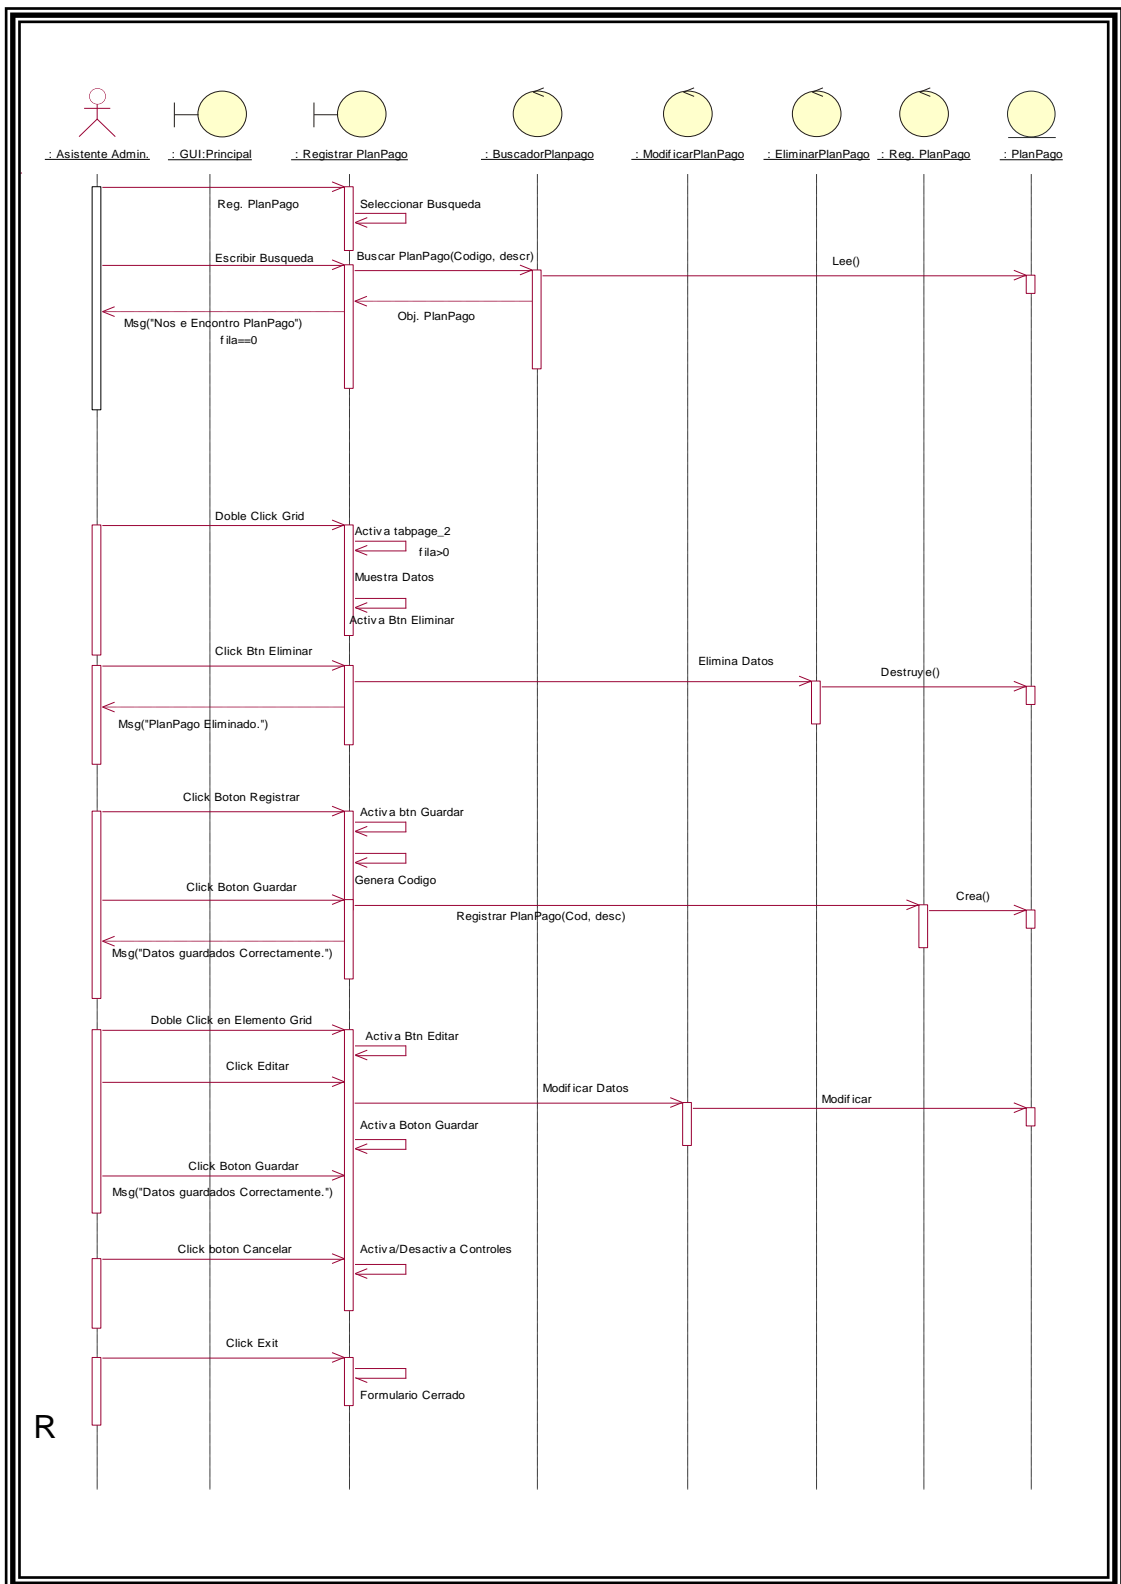 : Asistente Admin.
: GUI:Principal
: Registrar PlanPago
: BuscadorPlanpago
: ModificarPlanPago
: EliminarPlanPago
: Reg. PlanPago
: PlanPago
Reg. PlanPago
Seleccionar Busqueda
Escribir Busqueda
Buscar PlanPago(Codigo, descr)
Lee()
Obj. PlanPago
Msg("Nos e Encontro PlanPago")
fila==0
Doble Click Grid
Activa tabpage_2
fila>0
Muestra Datos
Activa Btn Eliminar
Click Btn Eliminar
Elimina Datos
Destruye()
Msg("PlanPago Eliminado.")
Click Boton Registrar
Activa btn Guardar
Genera Codigo
Click Boton Guardar
Registrar PlanPago(Cod, desc)
Crea()
Msg("Datos guardados Correctamente.")
Doble Click en Elemento Grid
Activa Btn Editar
Click Editar
Modificar Datos
Modificar
Activa Boton Guardar
Click Boton Guardar
Msg("Datos guardados Correctamente.")
Click boton Cancelar
Activa/Desactiva Controles
Click Exit
Formulario Cerrado
R